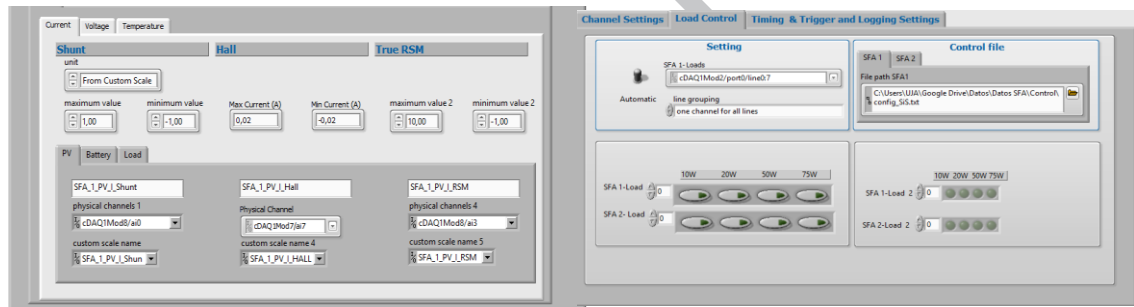 Current Voltage Temperature
Shunt Hall True RSM
unit
From Custom Scale
maximum value minimum value Max Current (A) Min Current (A) maximum value 2 minimum value 2
1,00 -1,00 0,02 -0,02 10,00 -1,00
PV Battery Load
SFA_1_PV_I_Shunt SFA_1_PV_I_Hall SFA_1_PV_I_RSM
physical channels 1 Physical Channel physical channels 4
cDAQ1Mod8/ai0 cDAQ1Mod7/ai7 cDAQ1Mod8/ai3
custom scale name custom scale name 4 custom scale name 5
SFA_1_PV_I_Shun SFA_1_PV_I_HALL SFA_1_PV_I_RSM
Channel Settings Load Control Timing & Trigger and Logging Settings
Setting
SFA 1-Loads
cDAQ1Mod2/port0/line0:7
Automatic line grouping
one channel for all lines
Control file
SFA 1 SFA 2
File path SFA1
C:\Users\UJA\Google Drive\Datos\Datos SFA\Control\
config_SiS.txt
10W 20W 50W 75W
SFA 1-Load 0
SFA 2- Load 0
10W 20W 50W 75W
SFA 1-Load 2 0
SFA 2-Load 2 0